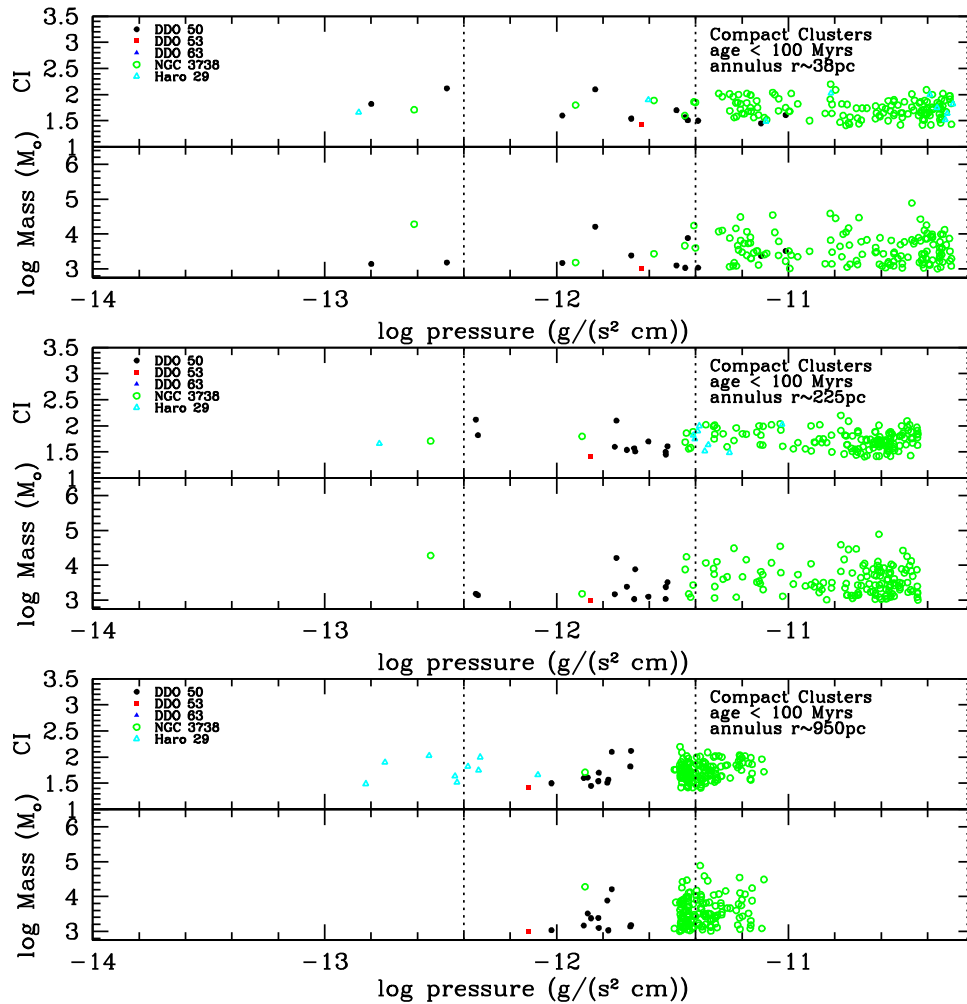 3.5
3
2.5
2
1.5
1
CI
DDO 50
DDO 53
DDO 63
NGC 3738
Haro 29
Compact Clusters
age < 100 Myrs
annulus r~38pc
6
5
4
3
log Mass (M₀)
-14
-13
-12
-11
log pressure (g/(s² cm))
3.5
3
2.5
2
1.5
1
CI
DDO 50
DDO 53
DDO 63
NGC 3738
Haro 29
Compact Clusters
age < 100 Myrs
annulus r~225pc
6
5
4
3
log Mass (M₀)
-14
-13
-12
-11
log pressure (g/(s² cm))
3.5
3
2.5
2
1.5
1
CI
DDO 50
DDO 53
DDO 63
NGC 3738
Haro 29
Compact Clusters
age < 100 Myrs
annulus r~950pc
6
5
4
3
log Mass (M₀)
-14
-13
-12
-11
log pressure (g/(s² cm))